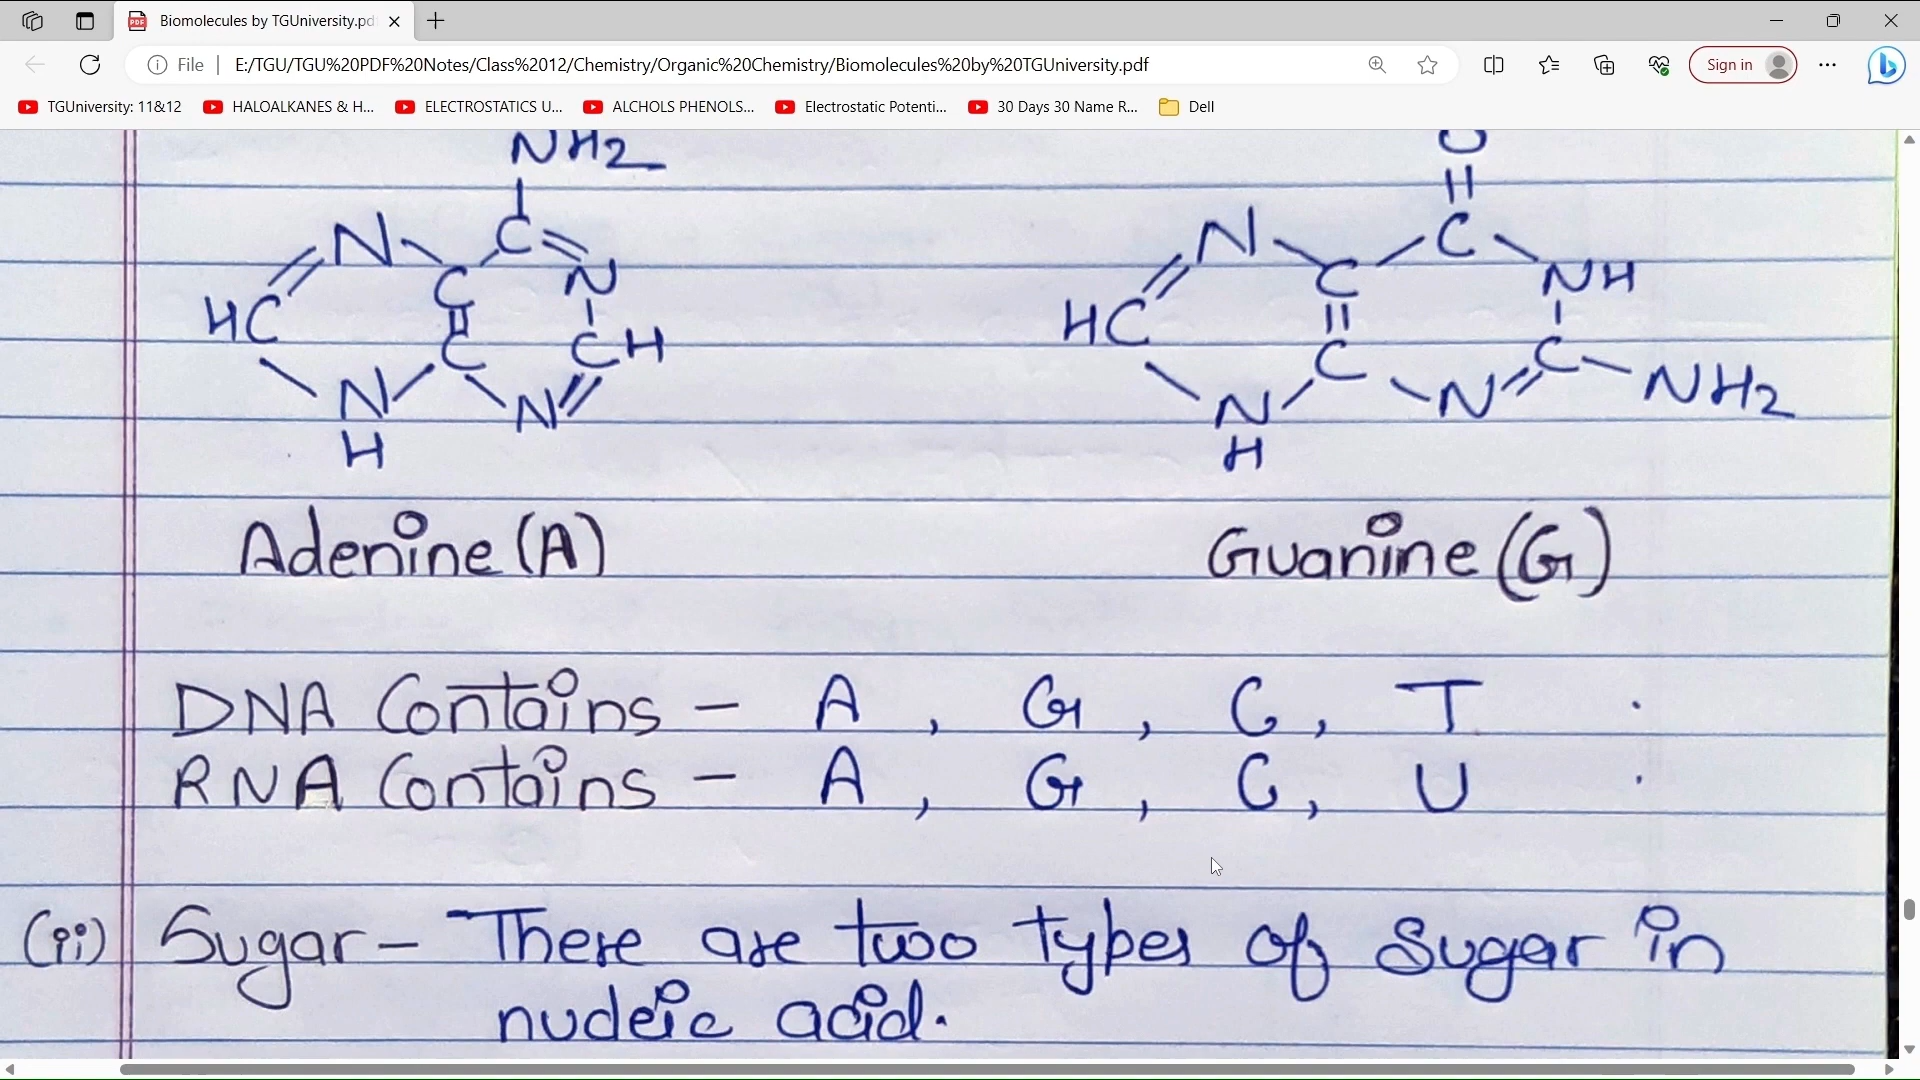 Biomolecules by TGUniversity.pd
File
E:/TGU/TGU%20PDF%20Notes/Class%2012/Chemistry/Organic%20Chemistry/Biomolecules%20by%20TGUniversity.pdf
Sign in
TGUniversity: 11&12
HALOALKANES & H...
ELECTROSTATICS U...
ALCHOLS PHENOLS...
Electrostatic Potenti...
30 Days 30 Name R...
Dell
NH2 O
N C N C
C N C NH
HC HC
C CH C C NH2
N N N N
H H
Adenine (A) Guanine (G)
DNA Contains - A , G , C , T
RNA Contains - A , G , C , U
(ii) Sugar - There are two types of Sugar in
nucleic acid.